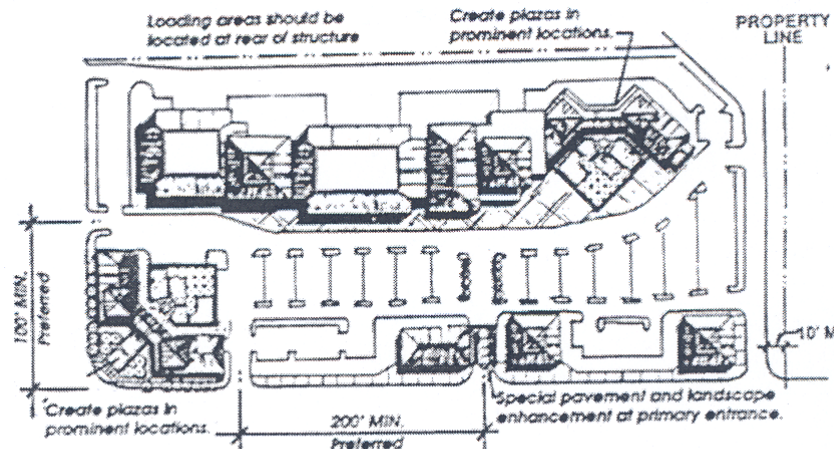 Loading areas should be
located at rear of structure
Create plazas in
prominent locations.
PROPERTY
LINE
100' MIN.
Preferred
10' M
Create plazas in
prominent locations.
200' MIN.
Preferred
Special pavement and landscape
enhancement at primary entrance.